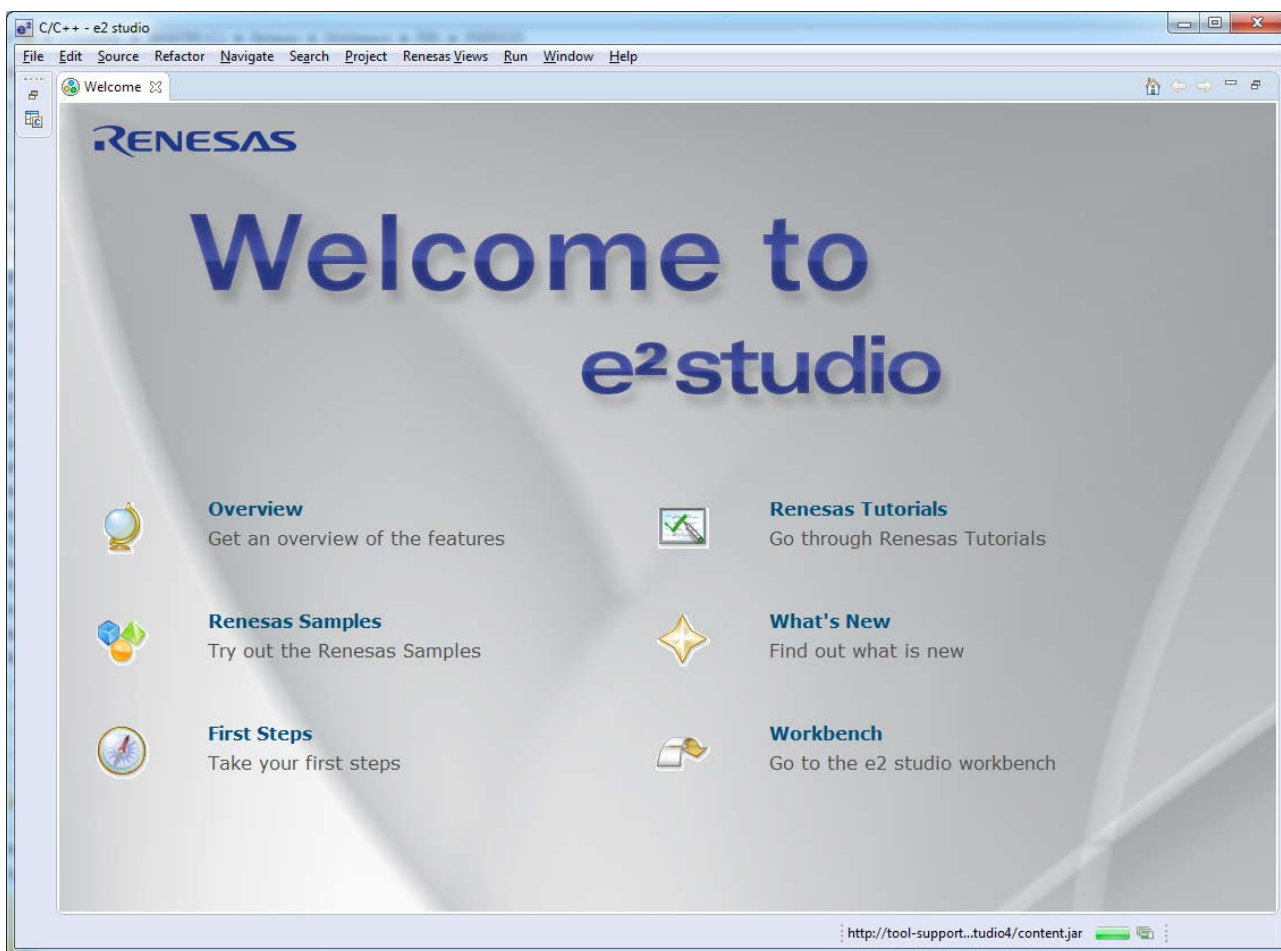 e² C/C++ - e2 studio
File Edit Source Refactor Navigate Search Project Renesas Views Run Window Help
Welcome
RENESAS
Welcome to
e² studio
Overview
Get an overview of the features
Renesas Tutorials
Go through Renesas Tutorials
Renesas Samples
Try out the Renesas Samples
What's New
Find out what is new
First Steps
Take your first steps
Workbench
Go to the e2 studio workbench
http://tool-support...tudio4/content.jar